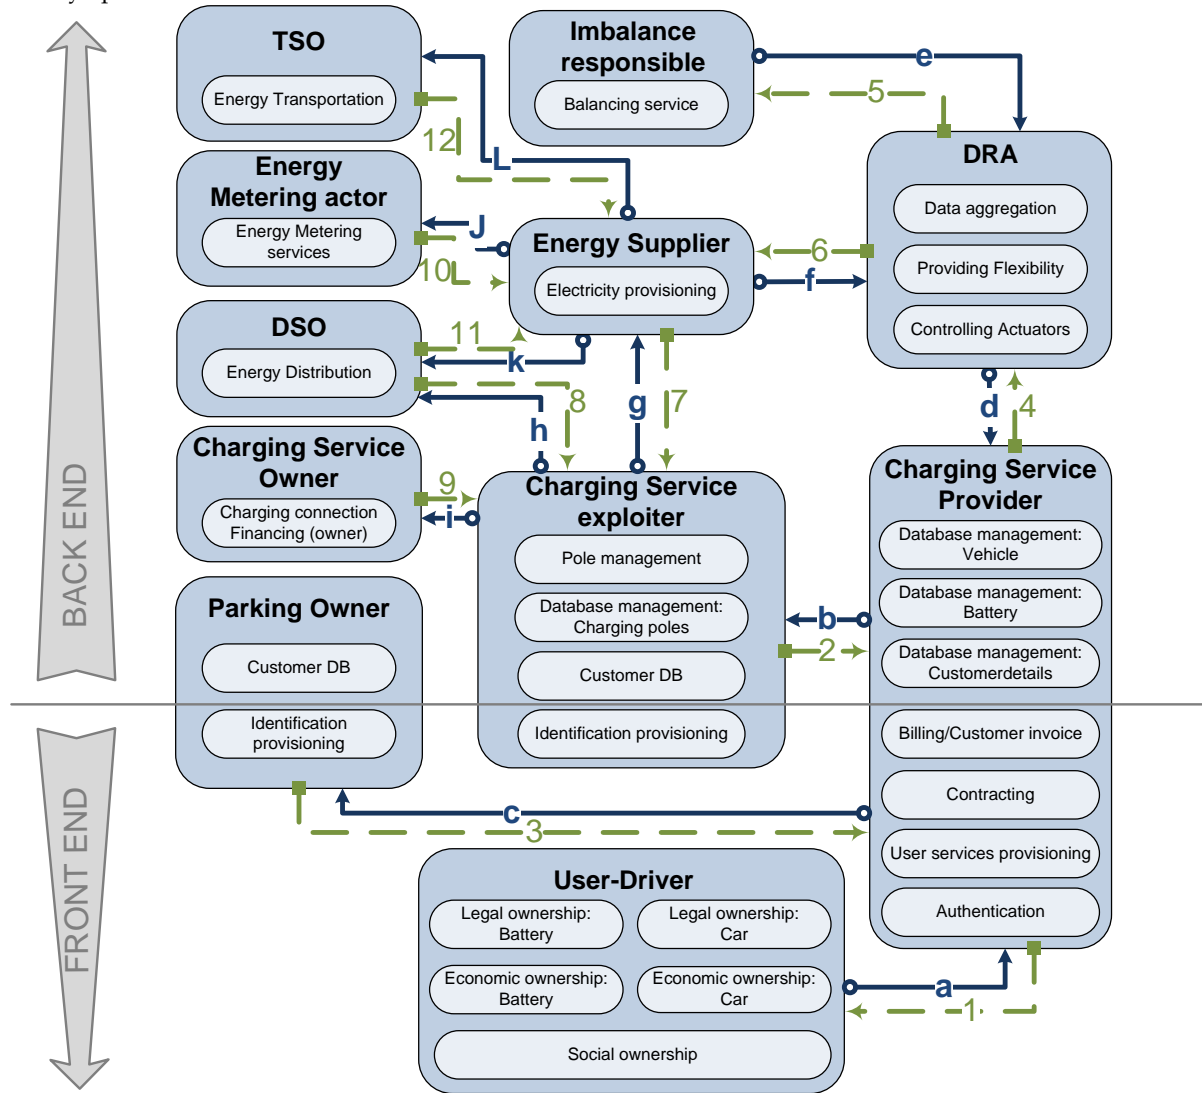 TSO
Energy Transportation
Imbalance
responsible
Balancing service
e
5
12
L
DRA
Data aggregation
Providing Flexibility
Controlling Actuators
Energy
Metering actor
Energy Metering
services
J
10
Energy Supplier
Electricity provisioning
6
f
DSO
Energy Distribution
11
k
8
h
g
7
d
4
Charging Service
Owner
Charging connection
Financing (owner)
9
i
Charging Service
exploiter
Pole management
Database management:
Charging poles
Customer DB
Identification provisioning
b
2
Charging Service
Provider
Database management:
Vehicle
Database management:
Battery
Database management:
Customerdetails
Billing/Customer invoice
Contracting
User services provisioning
Authentication
Parking Owner
Customer DB
Identification
provisioning
c
3
User-Driver
Legal ownership:
Battery
Legal ownership:
Car
Economic ownership:
Battery
Economic ownership:
Car
Social ownership
a
1
BACK END
FRONT END